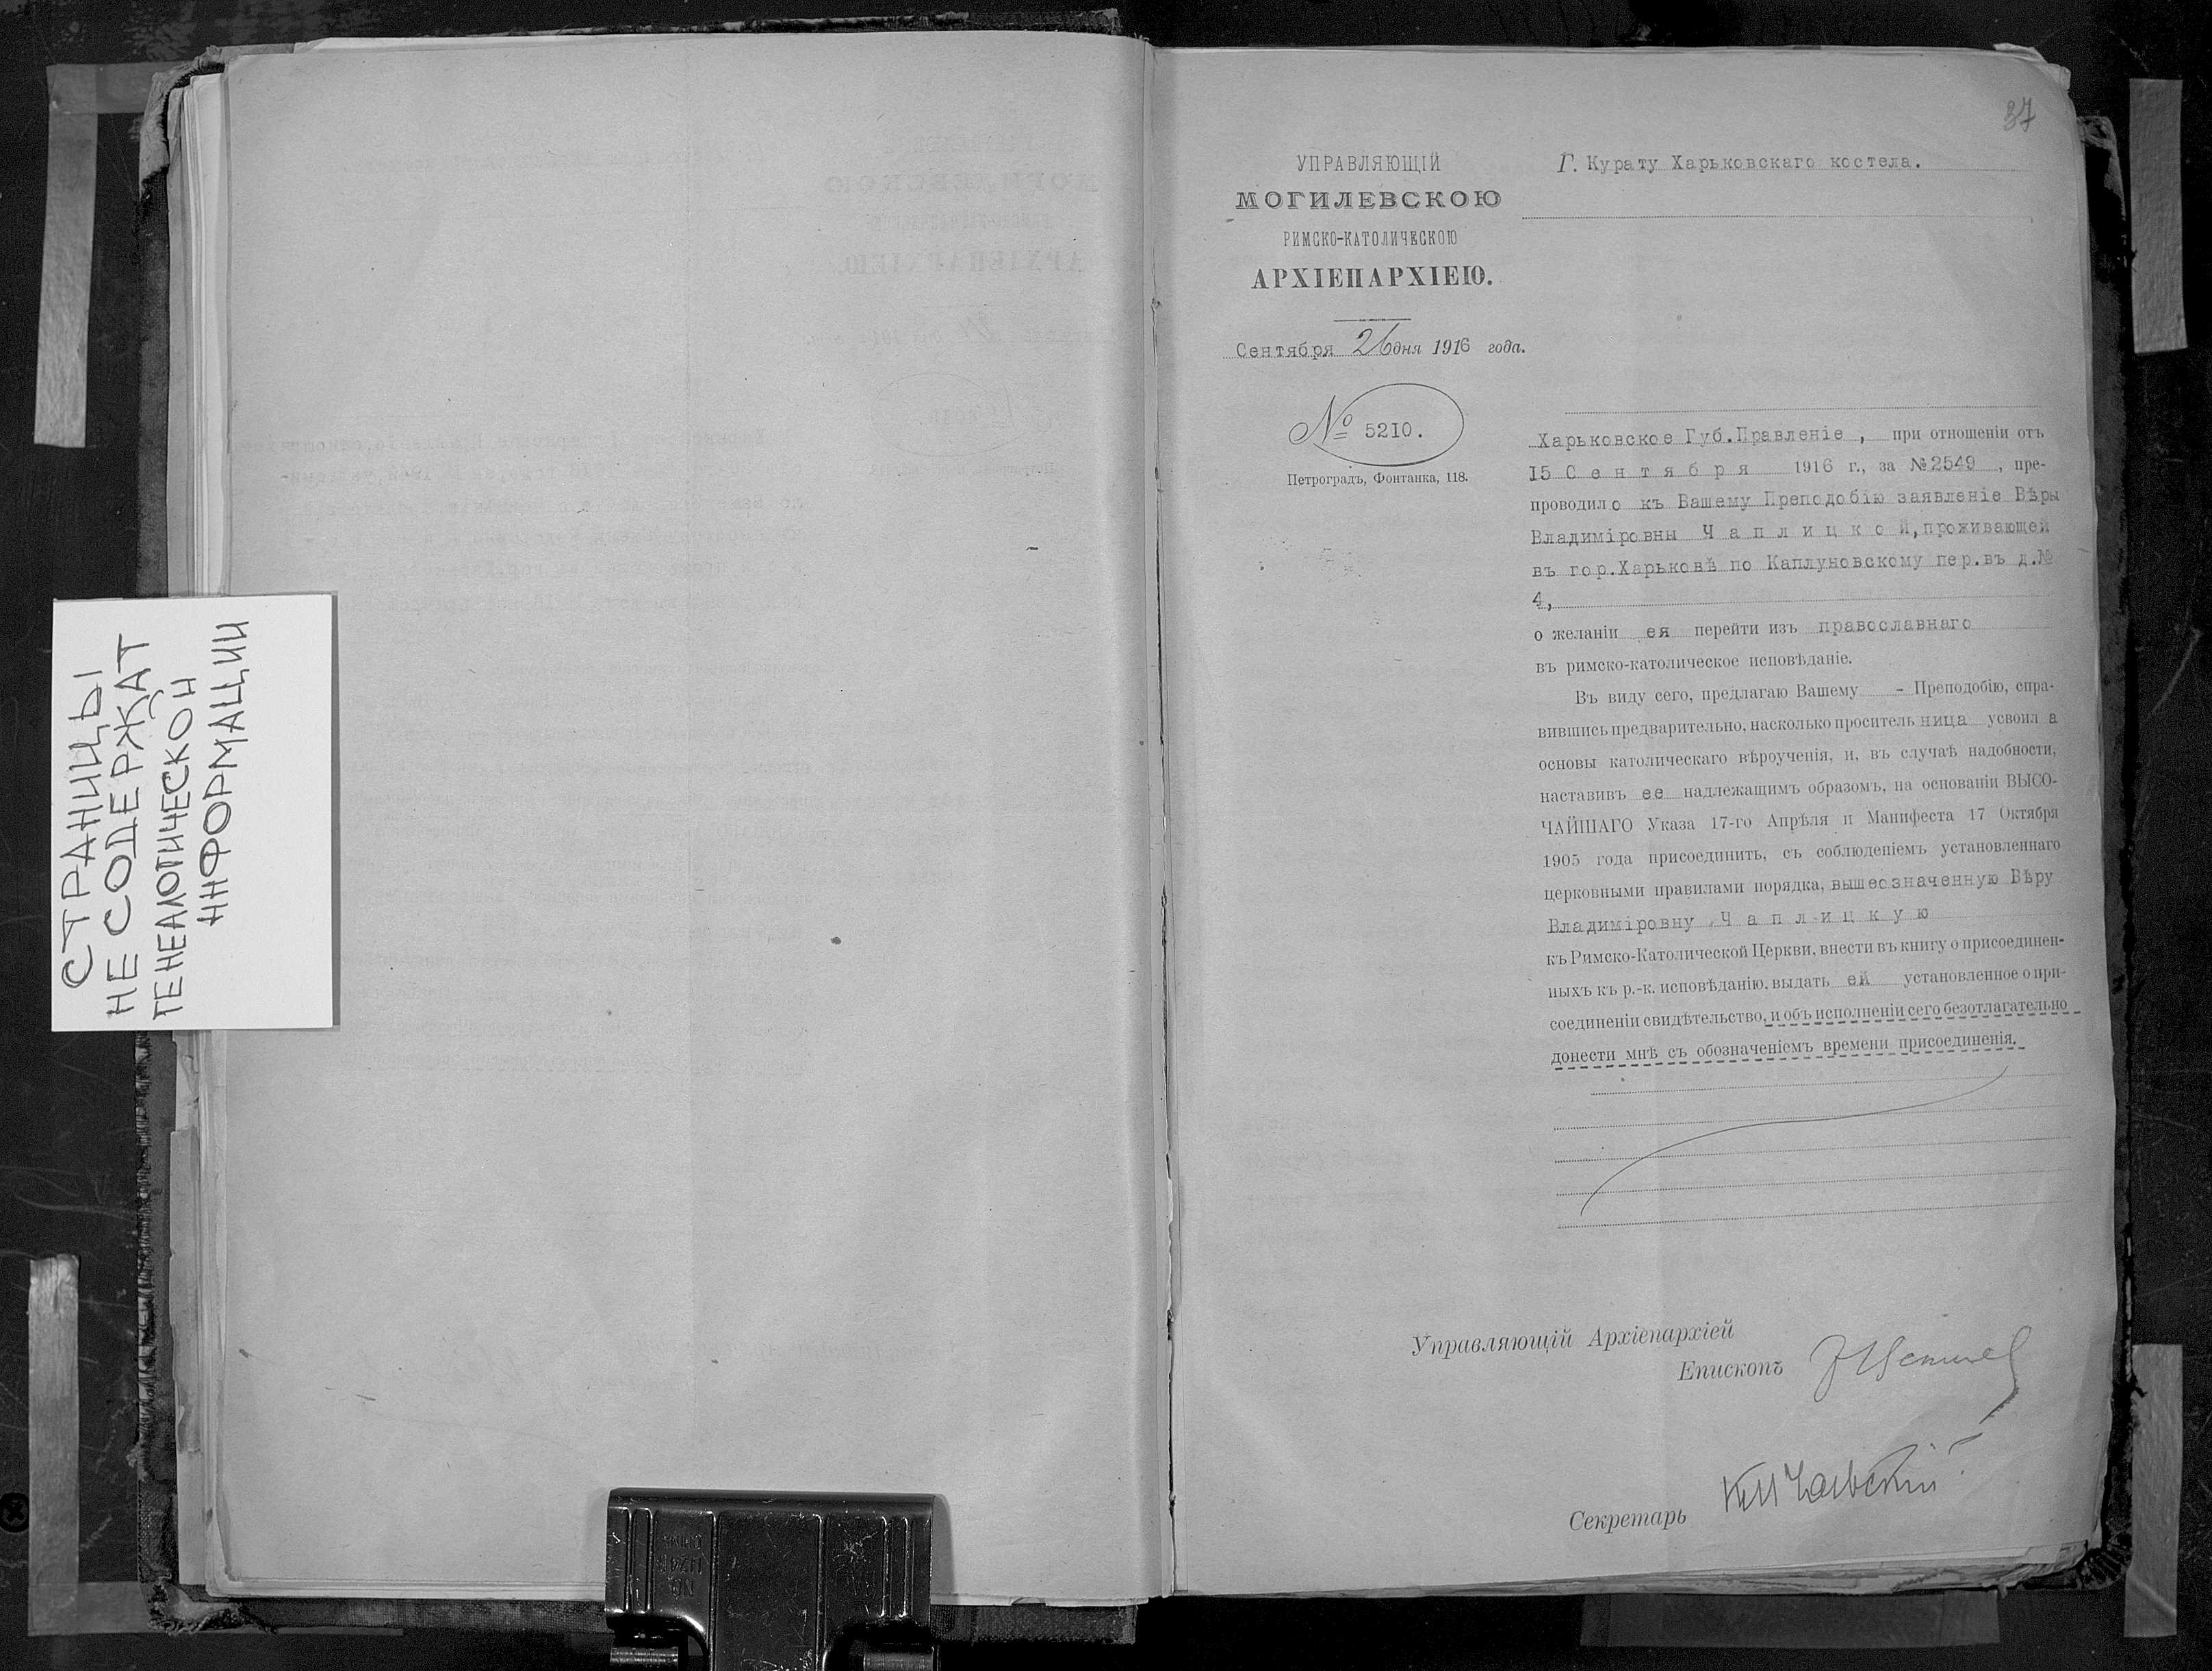 СТРАНИЦЫ
НЕ СОДЕРЖАТ
ГЕНЕАЛОГИЧЕСКОЙ
ИНФОРМАЦИИ
37
УПРАВЛЯЮЩІЙ
МОГИЛЕВСКОЮ
РИМСКО-КАТОЛИЧЕСКОЮ
АРХІЕПАРХІЕЮ.
Сентября 26 дня 1916 года.
№ 5210.
Петроградъ, Фонтанка, 118.
Г. Курату Харьковскаго костела.
Харьковское Губ.Правленіе, при отношеніи отъ
15 Сентября 1916 г., за №2549, пре-
проводило къ Вашему Преподобію заявленіе Вѣры
Владиміровны Чаплицкой, проживающей
въ гор.Харьковѣ по Каплуновскому пер.въ д.№
4,
о желаніи ея перейти изъ православнаго
въ римско-католическое исповѣданіе.
Въ виду сего, предлагаю Вашему - Преподобію, спра-
вившись предварительно, насколько проситель ница усвоил а
основы католическаго вѣроученія, и, въ случаѣ надобности,
наставивъ ее надлежащимъ образомъ, на основаніи ВЫСО-
ЧАЙШАГО Указа 17-го Апрѣля и Манифеста 17 Октября
1905 года присоединить, съ соблюденіемъ установленнаго
церковными правилами порядка, вышеозначенную Вѣру
Владиміровну Чаплицкую
къ Римско-Католической Церкви, внести въ книгу о присоединен-
ныхъ къ р.-к. исповѣданію, выдать ей установленное о при-
соединеніи свидѣтельство, и объ исполненіи сего безотлагательно
донести мнѣ съ обозначеніемъ времени присоединенія.
Управляющій Архіепархіей
Епископъ
Секретарь